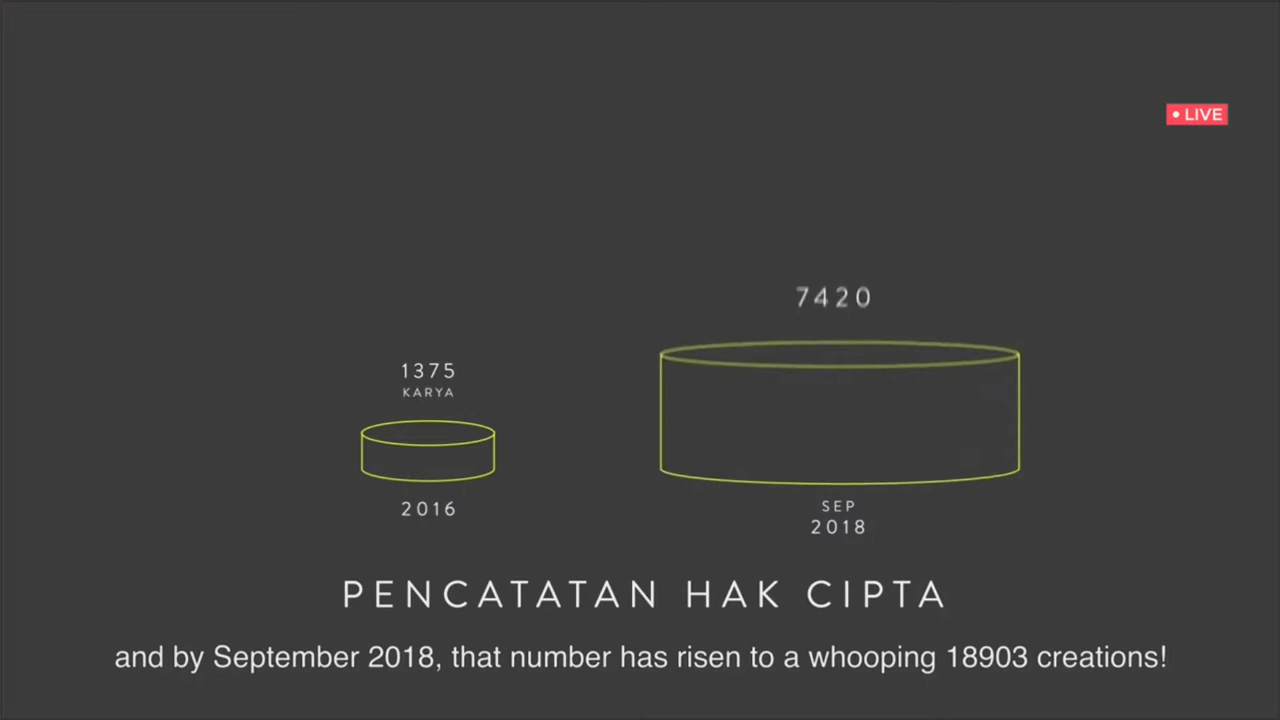 • LIVE
7420
1375
KARYA
2016
SEP
2018
PENCATATAN HAK CIPTA
and by September 2018, that number has risen to a whooping 18903 creations!